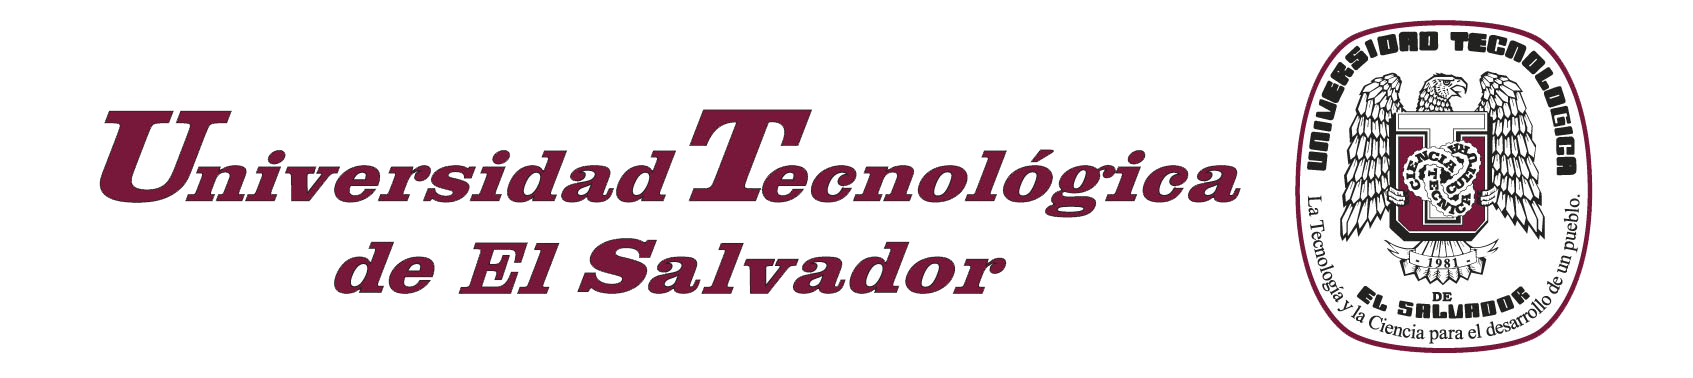 Universidad Tecnológica
de El Salvador
UNIVERSIDAD TECNOLOGICA
CIENCIA
TECNICA
1981
DE
EL SALVADOR
La Tecnología y la Ciencia para el desarrollo de un pueblo.